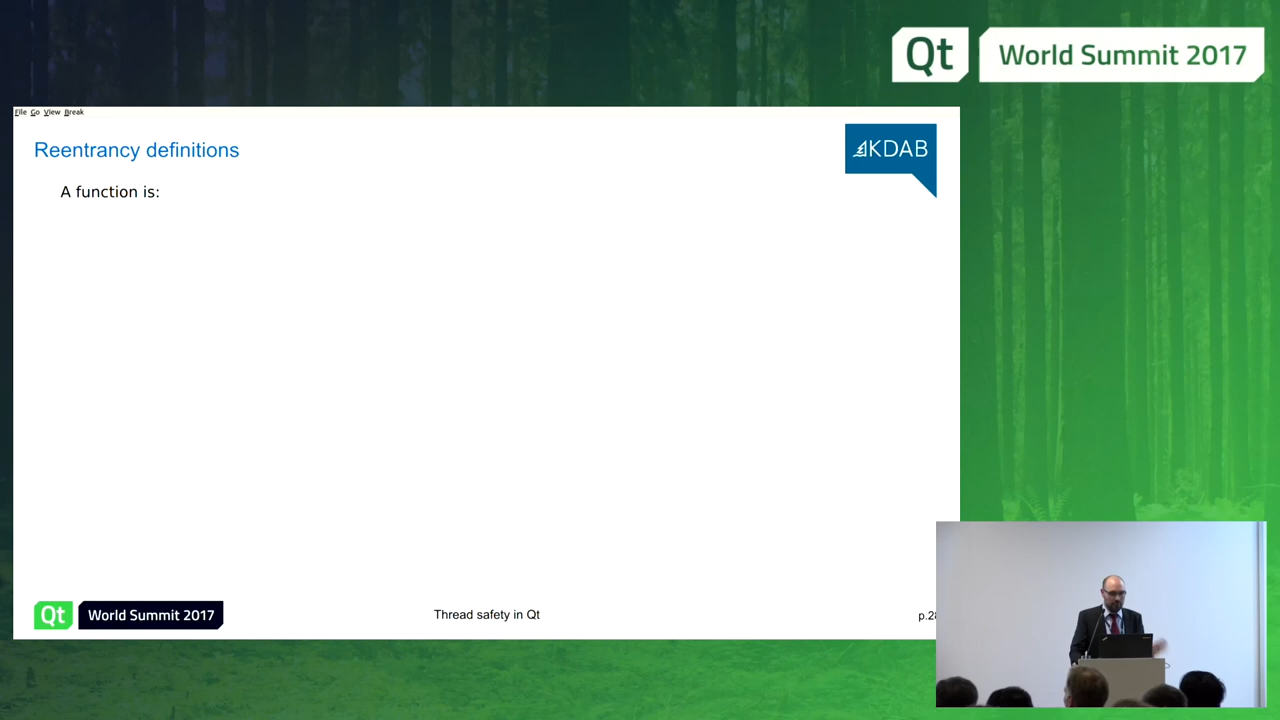 Qt World Summit 2017
File Go View Break
Reentrancy definitions
KDAB
A function is:
Qt World Summit 2017
Thread safety in Qt
p.28